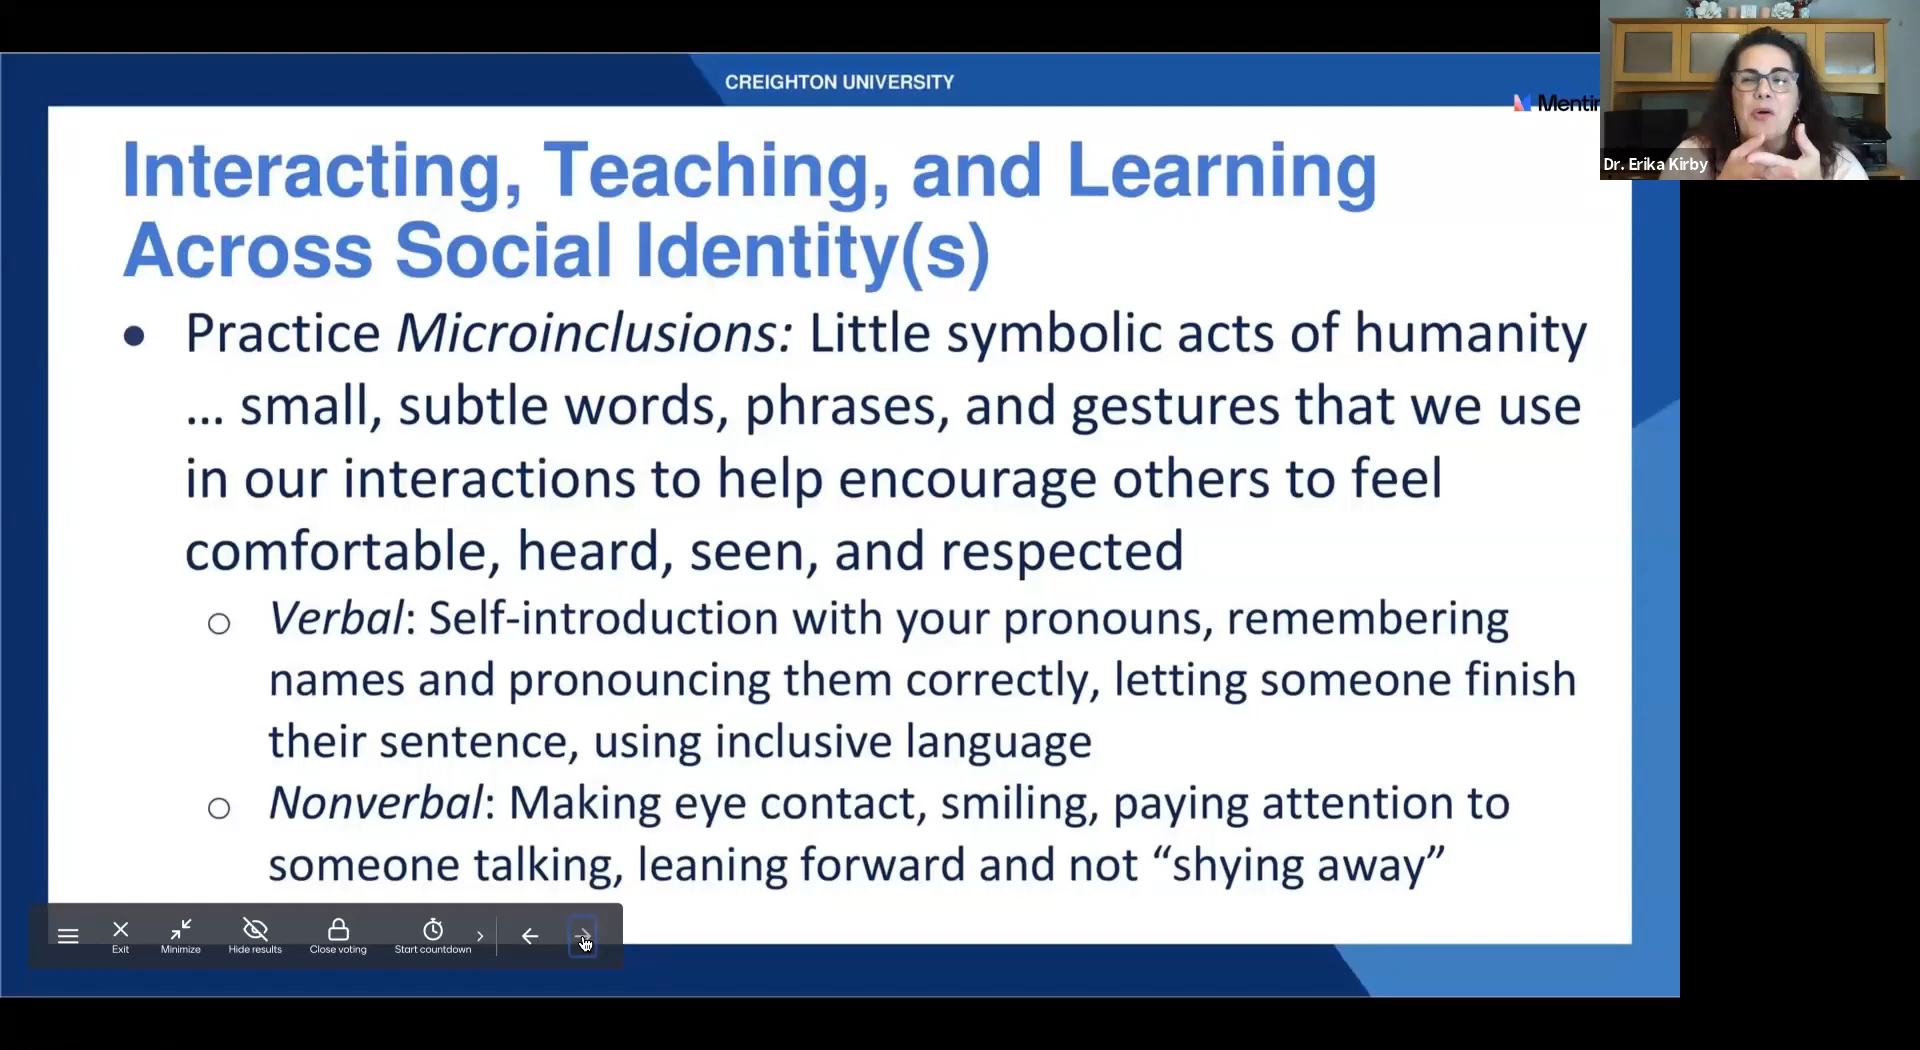 CREIGHTON UNIVERSITY
Mentin
Dr. Erika Kirby
Interacting, Teaching, and Learning
Across Social Identity(s)
• Practice Microinclusions: Little symbolic acts of humanity
... small, subtle words, phrases, and gestures that we use
in our interactions to help encourage others to feel
comfortable, heard, seen, and respected
○ Verbal: Self-introduction with your pronouns, remembering
names and pronouncing them correctly, letting someone finish
their sentence, using inclusive language
○ Nonverbal: Making eye contact, smiling, paying attention to
someone talking, leaning forward and not “shying away”
Exit Minimize Hide results Close voting Start countdown